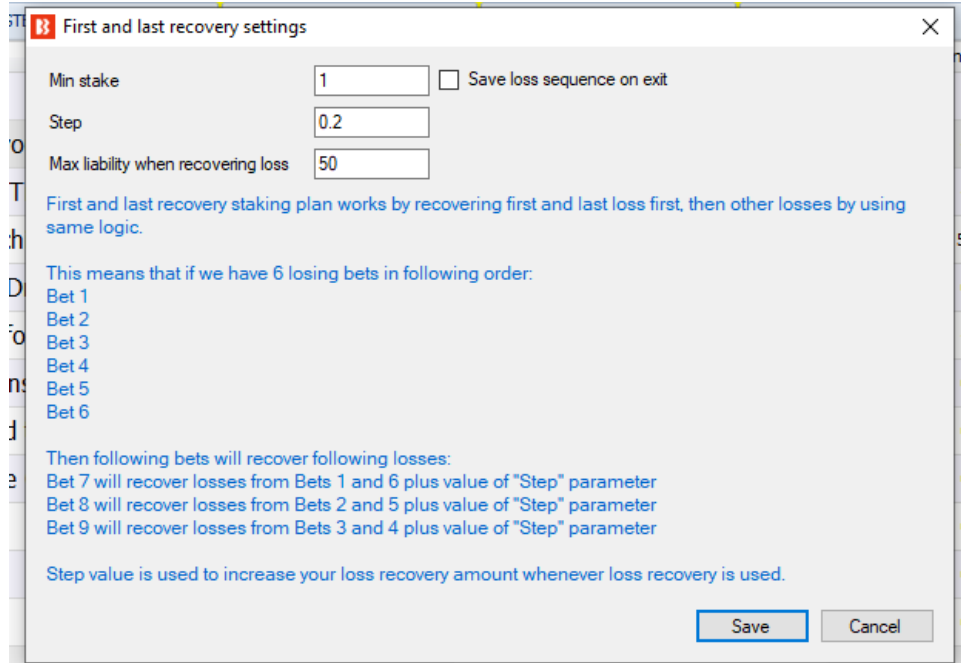 First and last recovery settings
Min stake 1 Save loss sequence on exit
Step 0.2
Max liability when recovering loss 50
First and last recovery staking plan works by recovering first and last loss first, then other losses by using
same logic.
This means that if we have 6 losing bets in following order:
Bet 1
Bet 2
Bet 3
Bet 4
Bet 5
Bet 6
Then following bets will recover following losses:
Bet 7 will recover losses from Bets 1 and 6 plus value of "Step" parameter
Bet 8 will recover losses from Bets 2 and 5 plus value of "Step" parameter
Bet 9 will recover losses from Bets 3 and 4 plus value of "Step" parameter
Step value is used to increase your loss recovery amount whenever loss recovery is used.
Save Cancel